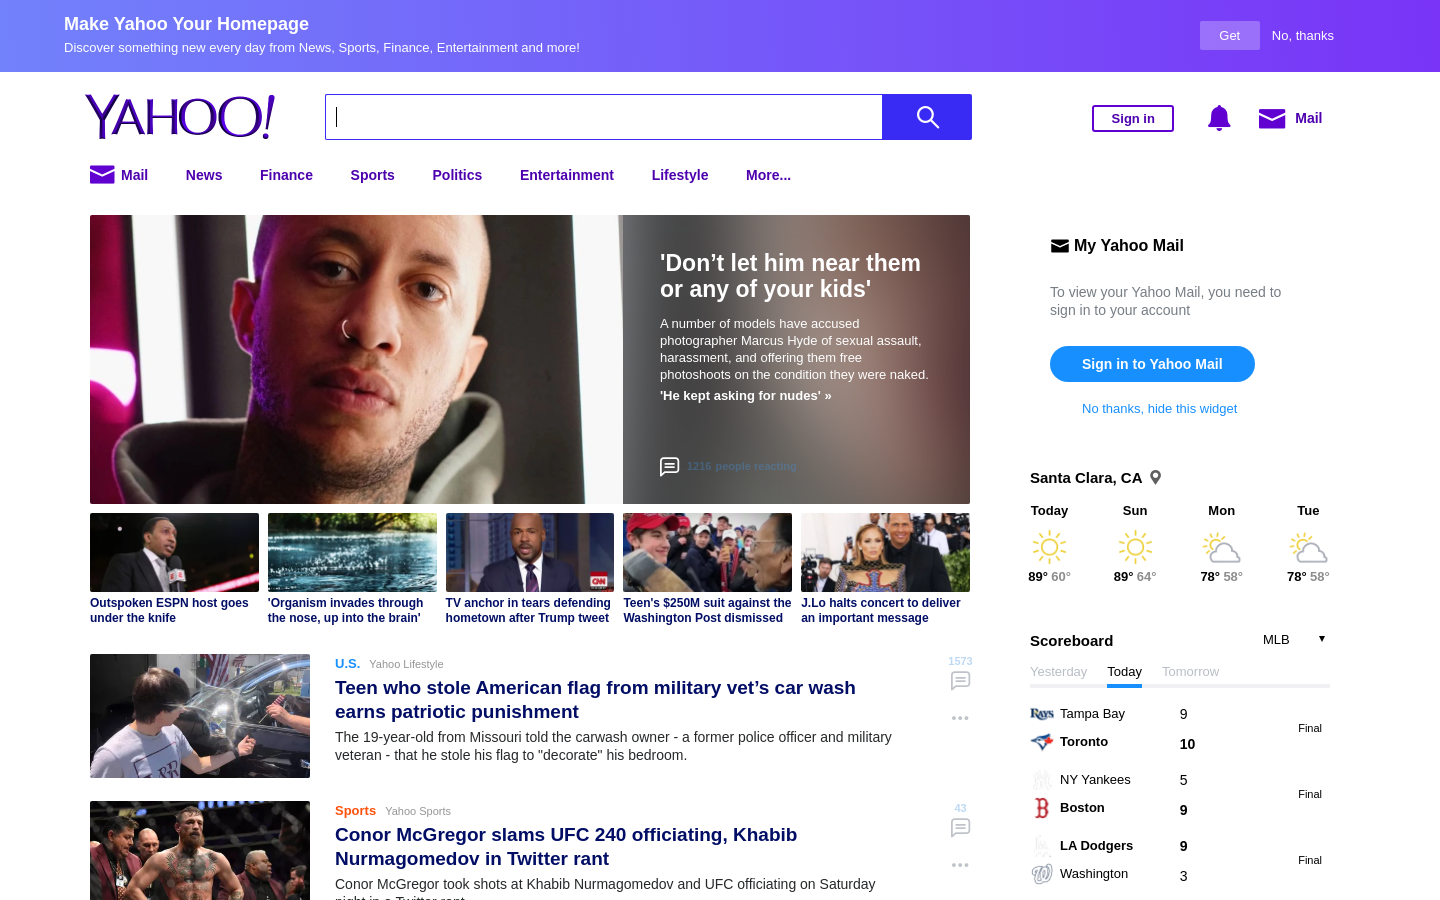 Make Yahoo Your Homepage
Discover something new every day from News, Sports, Finance, Entertainment and more!
Get
No, thanks
YAHOO!
Sign in
Mail
Mail
News
Finance
Sports
Politics
Entertainment
Lifestyle
More...
'Don’t let him near them
or any of your kids'
A number of models have accused
photographer Marcus Hyde of sexual assault,
harassment, and offering them free
photoshoots on the condition they were naked.
'He kept asking for nudes' »
1216 people reacting
CNN
Outspoken ESPN host goes
under the knife
'Organism invades through
the nose, up into the brain'
TV anchor in tears defending
hometown after Trump tweet
Teen's $250M suit against the
Washington Post dismissed
J.Lo halts concert to deliver
an important message
U.S.
Yahoo Lifestyle
Teen who stole American flag from military vet’s car wash
earns patriotic punishment
The 19-year-old from Missouri told the carwash owner - a former police officer and military
veteran - that he stole his flag to "decorate" his bedroom.
1573
Sports
Yahoo Sports
Conor McGregor slams UFC 240 officiating, Khabib
Nurmagomedov in Twitter rant
Conor McGregor took shots at Khabib Nurmagomedov and UFC officiating on Saturday
night in a Twitter rant.
43
My Yahoo Mail
To view your Yahoo Mail, you need to
sign in to your account
Sign in to Yahoo Mail
No thanks, hide this widget
Santa Clara, CA
Today
Sun
Mon
Tue
89° 60°
89° 64°
78° 58°
78° 58°
Scoreboard
MLB
Yesterday
Today
Tomorrow
Rays
Tampa Bay
9
Final
Toronto
10
NY Yankees
5
Final
B
Boston
9
LA Dodgers
9
Final
W
Washington
3